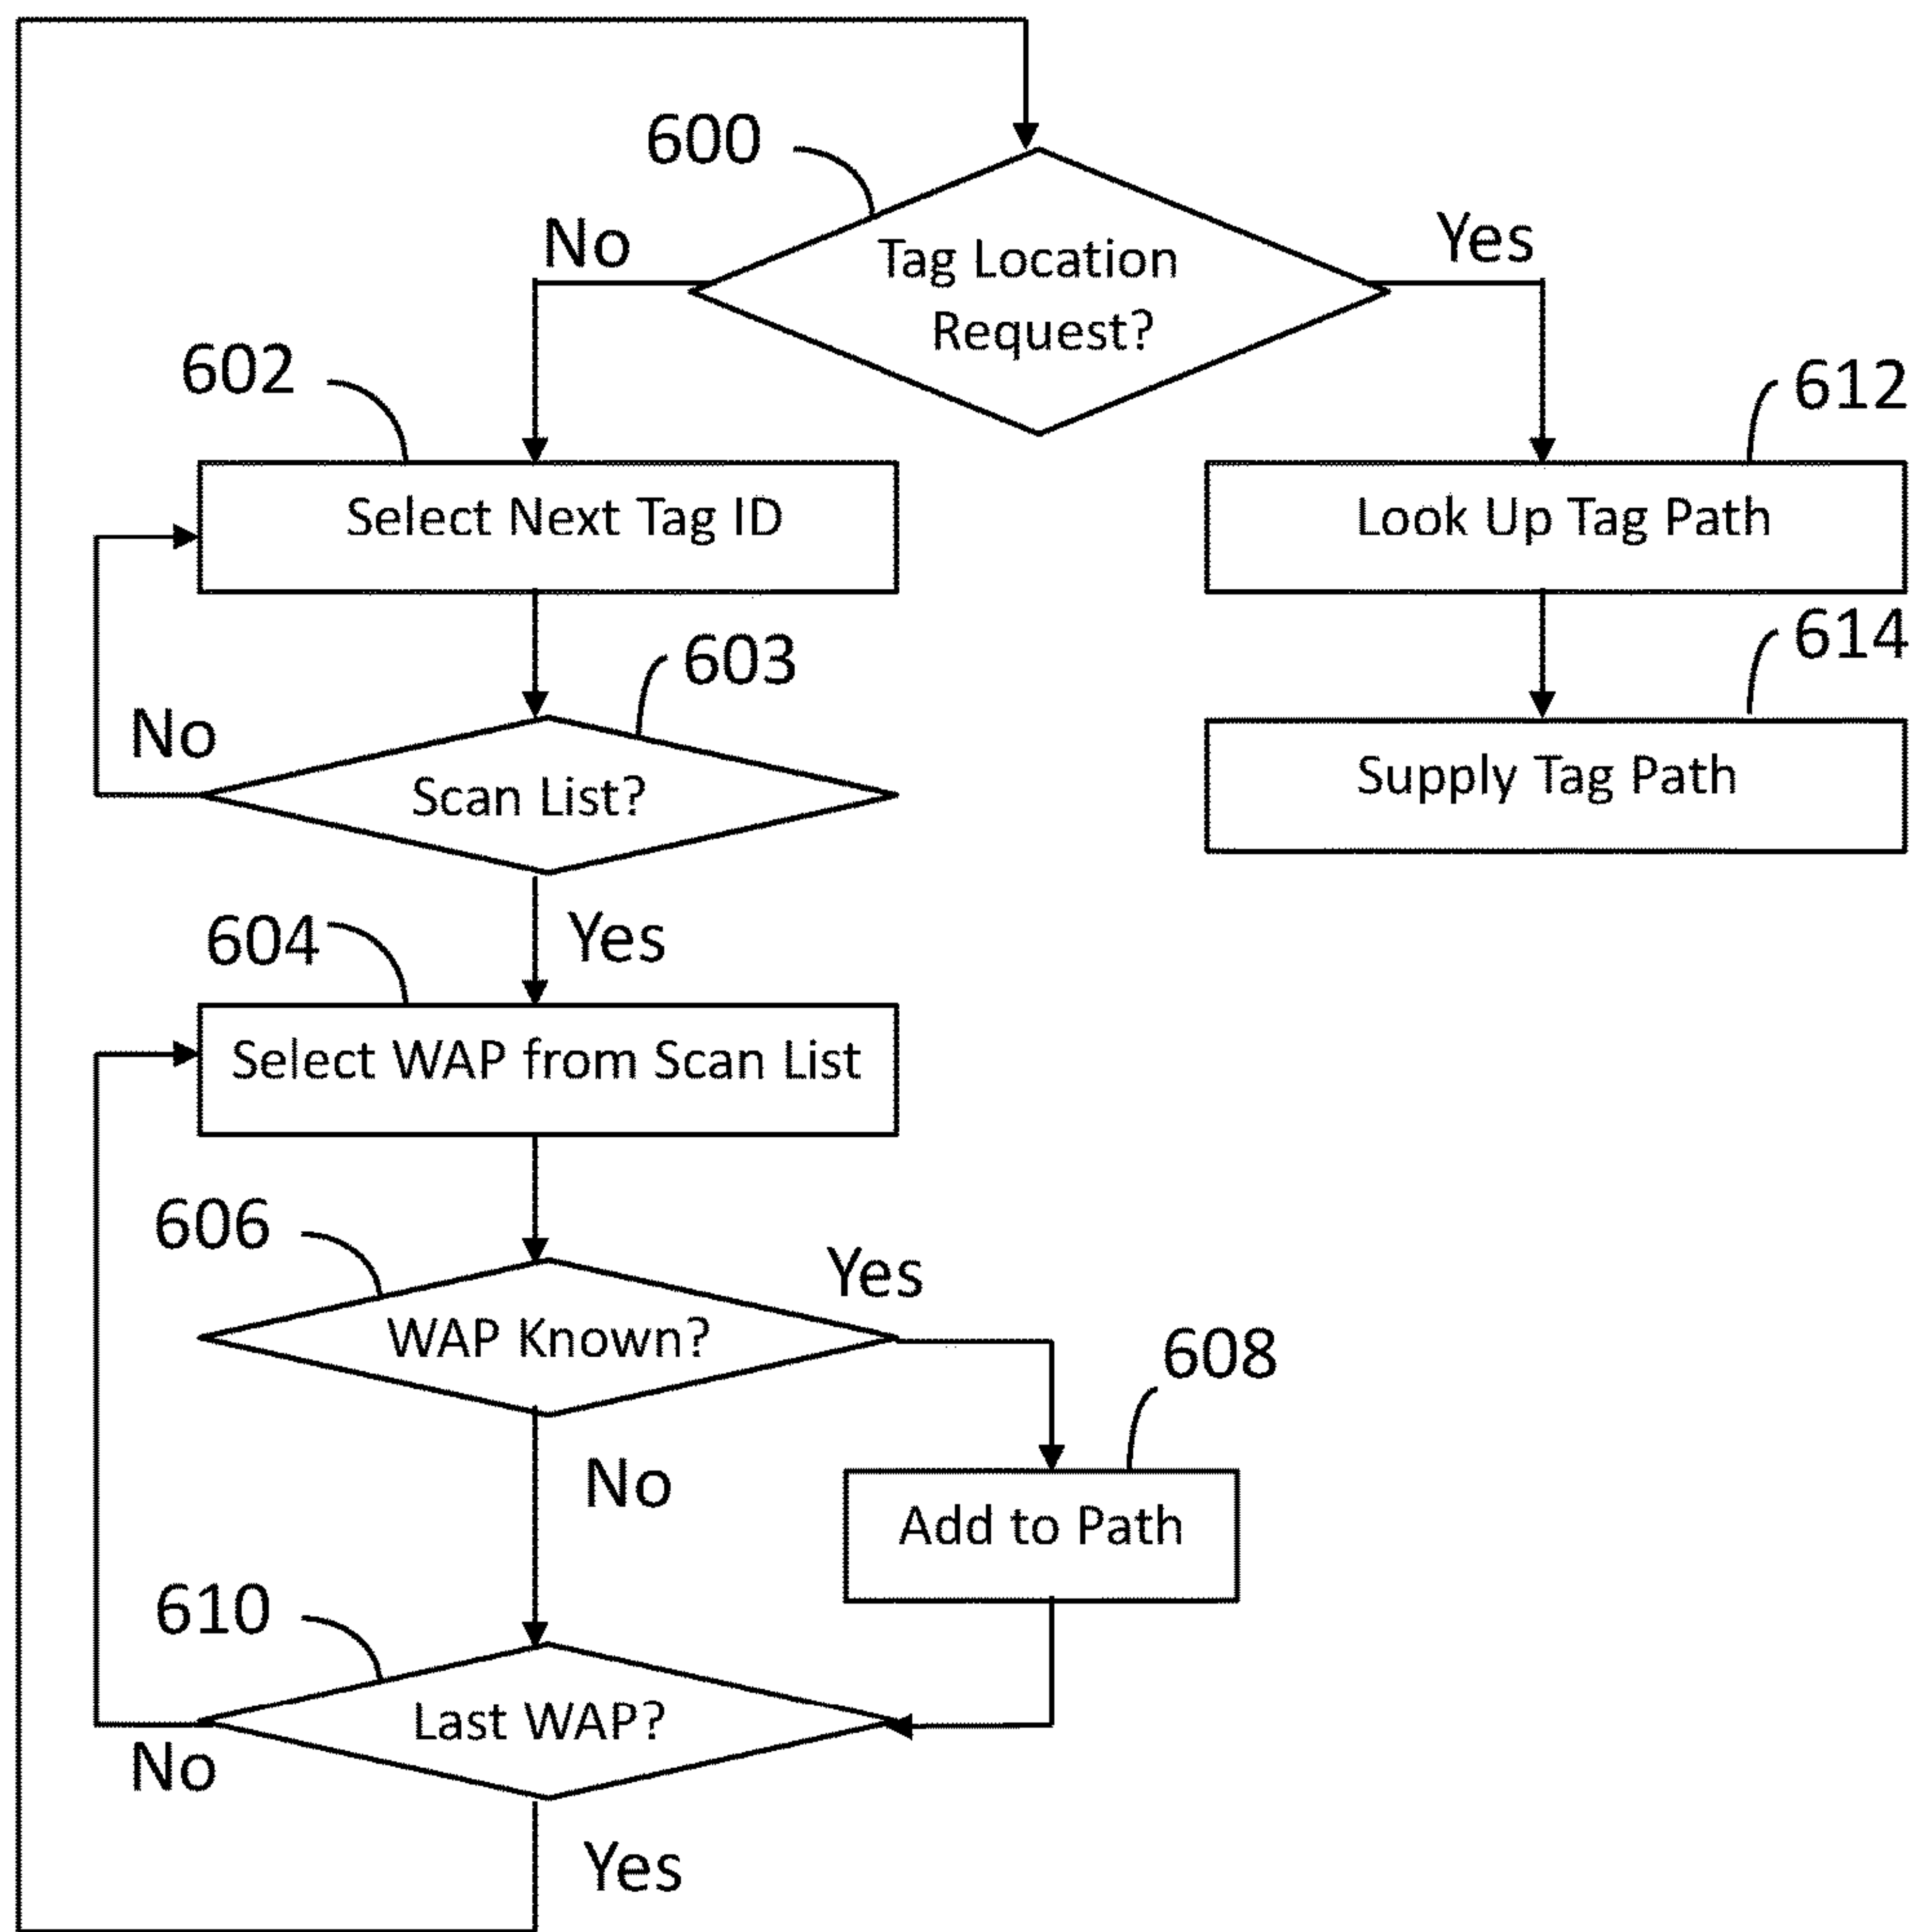 600
No
Yes
Tag Location
Request?
602
612
Select Next Tag ID
Look Up Tag Path
603
614
No
Scan List?
Supply Tag Path
604
Yes
Select WAP from Scan List
606
Yes
WAP Known?
608
No
Add to Path
610
Last WAP?
No
Yes